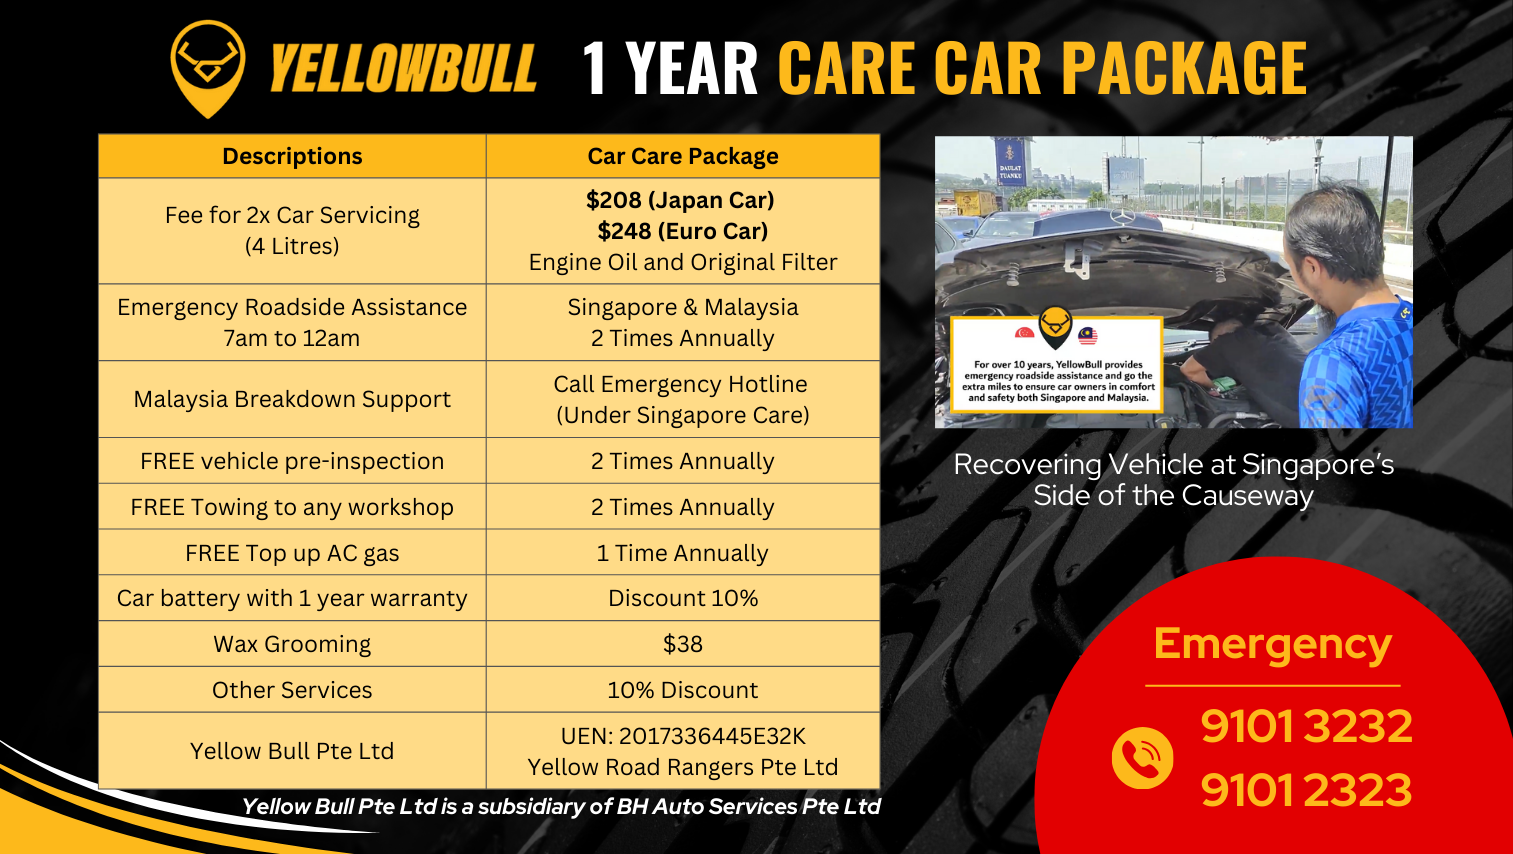 YELLOWBULL
1 YEAR CARE CAR PACKAGE
Descriptions
Car Care Package
Fee for 2x Car Servicing
(4 Litres)
$208 (Japan Car)
$248 (Euro Car)
Engine Oil and Original Filter
Emergency Roadside Assistance
7am to 12am
Singapore & Malaysia
2 Times Annually
Malaysia Breakdown Support
Call Emergency Hotline
(Under Singapore Care)
FREE vehicle pre-inspection
2 Times Annually
FREE Towing to any workshop
2 Times Annually
FREE Top up AC gas
1 Time Annually
Car battery with 1 year warranty
Discount 10%
Wax Grooming
$38
Other Services
10% Discount
Yellow Bull Pte Ltd
UEN: 2017336445E32K
Yellow Road Rangers Pte Ltd
Yellow Bull Pte Ltd is a subsidiary of BH Auto Services Pte Ltd
DAULAT
TUANKU
For over 10 years, YellowBull provides
emergency roadside assistance and go the
extra miles to ensure car owners in comfort
and safety both Singapore and Malaysia.
Recovering Vehicle at Singapore's
Side of the Causeway
Emergency
9101 3232
9101 2323